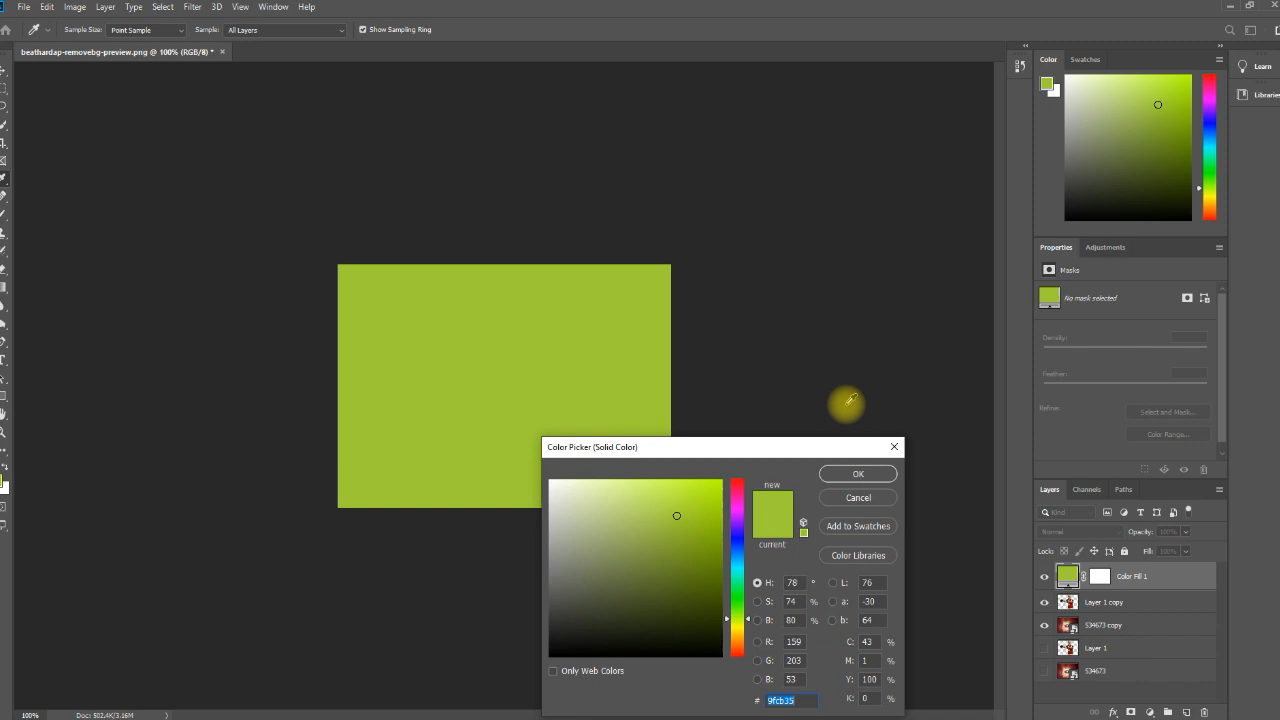 File Edit Image Layer Type Select Filter 3D View Window Help
Sample Size: Point Sample Sample: All Layers Show Sampling Ring
beathardap-removebg-preview.png @ 100% (RGB/8) * ×
Color Swatches
Learn
Libraries
Properties Adjustments
Masks
No mask selected
Density:
Feather:
Refine: Select and Mask...
Color Range...
Color Picker (Solid Color)
new
current
OK
Cancel
Add to Swatches
Color Libraries
H: 78 ° L: 76
S: 74 % a: -30
B: 80 % b: 64
R: 159 C: 43 %
G: 203 M: 1 %
B: 53 Y: 100 %
# 9fcb35 K: 0 %
Only Web Colors
Layers Channels Paths
Kind
Normal Opacity: 100%
Locks Fill: 100%
Color Fill 1
Layer 1 copy
534673 copy
Layer 1
534673
fx
100% Doc: 502.4K/3.16M